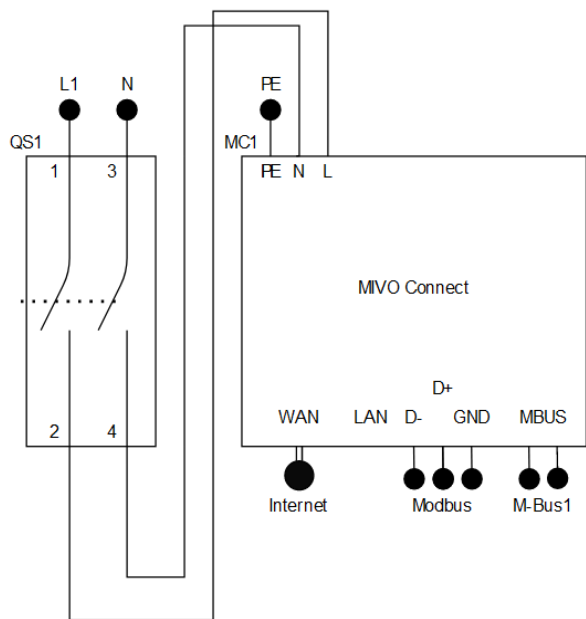 L1 N PE
QS1 MC1
1 3 PE N L
MIVO Connect
D+
WAN LAN D- GND MBUS
2 4
Internet Modbus M-Bus1